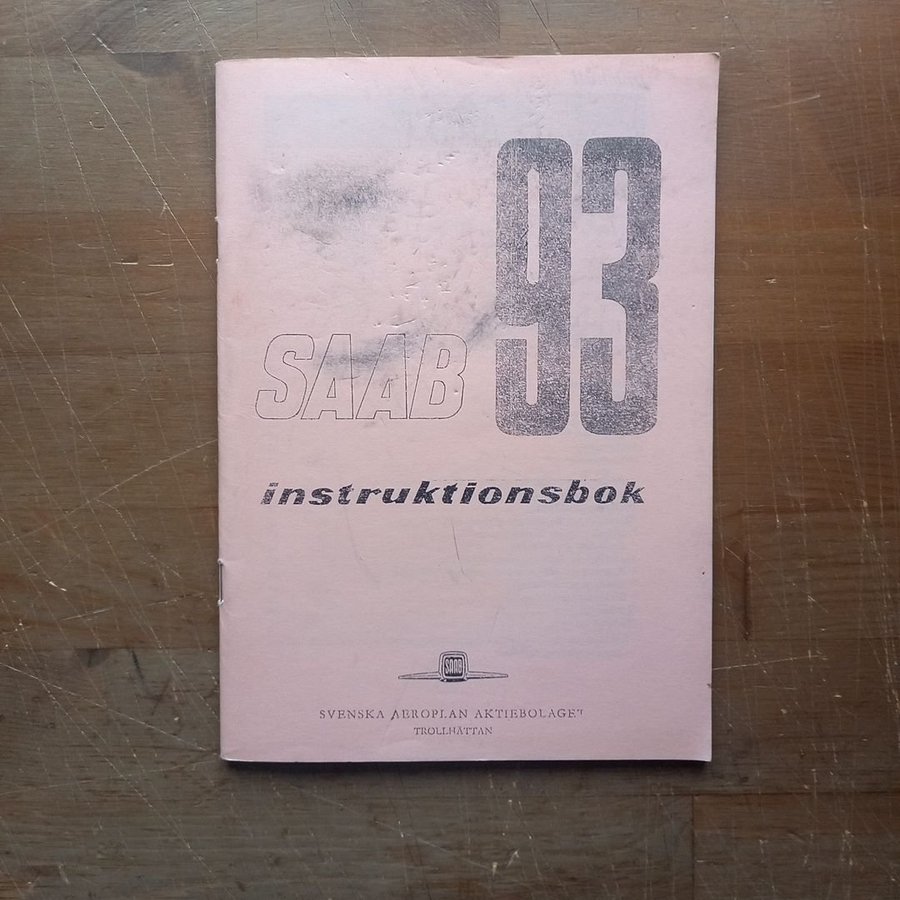 SAAB 93
instruktionsbok
SAAB
SVENSKA AEROPLAN AKTIEBOLAGET
TROLLHÄTTAN